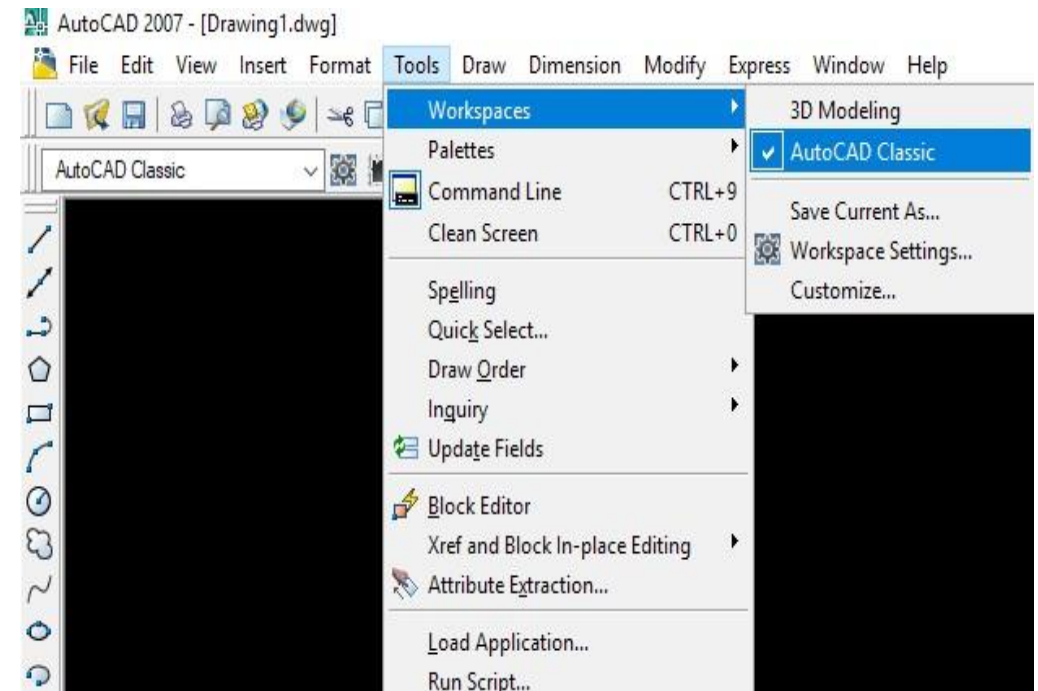 AutoCAD 2007 - [Drawing1.dwg]
File Edit View Insert Format Tools Draw Dimension Modify Express Window Help
AutoCAD Classic
Workspaces
Palettes
Command Line CTRL+9
Clean Screen CTRL+0
Spelling
Quick Select...
Draw Order
Inquiry
Update Fields
Block Editor
Xref and Block In-place Editing
Attribute Extraction...
Load Application...
Run Script...
3D Modeling
AutoCAD Classic
Save Current As...
Workspace Settings...
Customize...